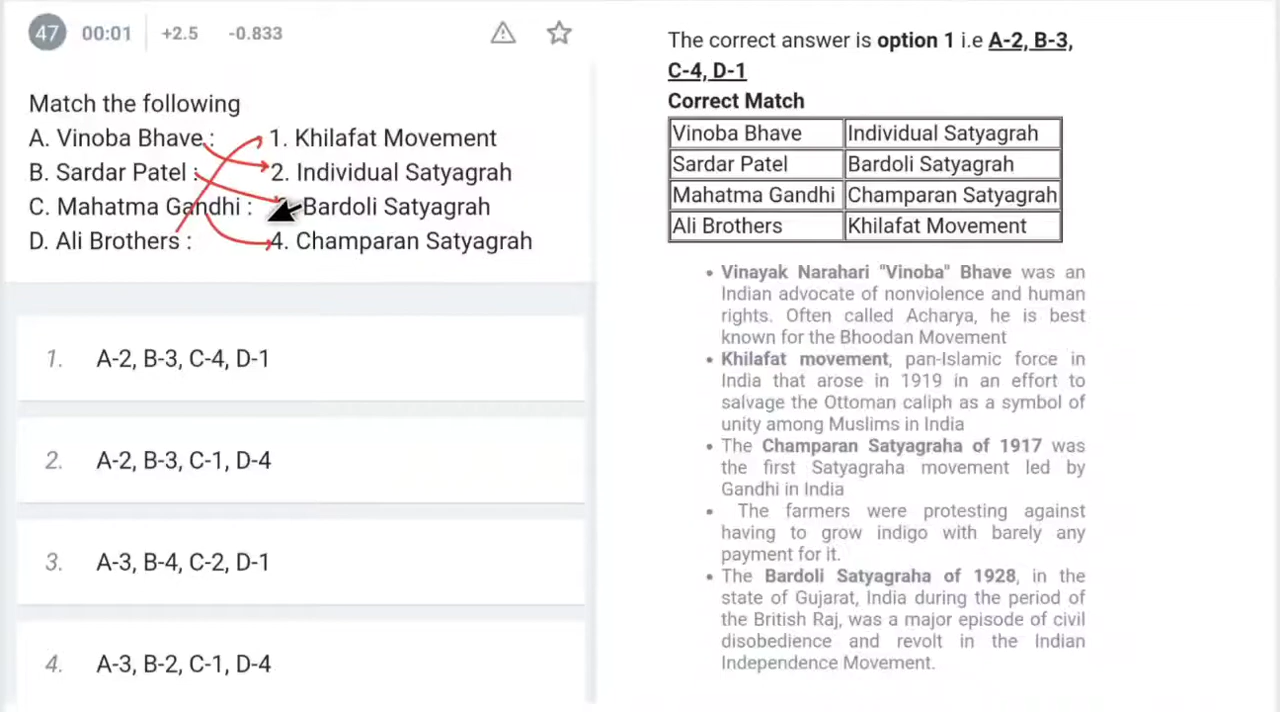 47 00:01 +2.5 -0.833
Match the following
A. Vinoba Bhave : 1. Khilafat Movement
B. Sardar Patel : 2. Individual Satyagrah
C. Mahatma Gandhi : Bardoli Satyagrah
D. Ali Brothers : 4. Champaran Satyagrah
1. A-2, B-3, C-4, D-1
2. A-2, B-3, C-1, D-4
3. A-3, B-4, C-2, D-1
4. A-3, B-2, C-1, D-4
The correct answer is option 1 i.e A-2, B-3,
C-4, D-1
Correct Match
Vinoba Bhave Individual Satyagrah
Sardar Patel Bardoli Satyagrah
Mahatma Gandhi Champaran Satyagrah
Ali Brothers Khilafat Movement
• Vinayak Narahari "Vinoba" Bhave was an
Indian advocate of nonviolence and human
rights. Often called Acharya, he is best
known for the Bhoodan Movement
• Khilafat movement, pan-Islamic force in
India that arose in 1919 in an effort to
salvage the Ottoman caliph as a symbol of
unity among Muslims in India
• The Champaran Satyagraha of 1917 was
the first Satyagraha movement led by
Gandhi in India
• The farmers were protesting against
having to grow indigo with barely any
payment for it.
• The Bardoli Satyagraha of 1928, in the
state of Gujarat, India during the period of
the British Raj, was a major episode of civil
disobedience and revolt in the Indian
Independence Movement.